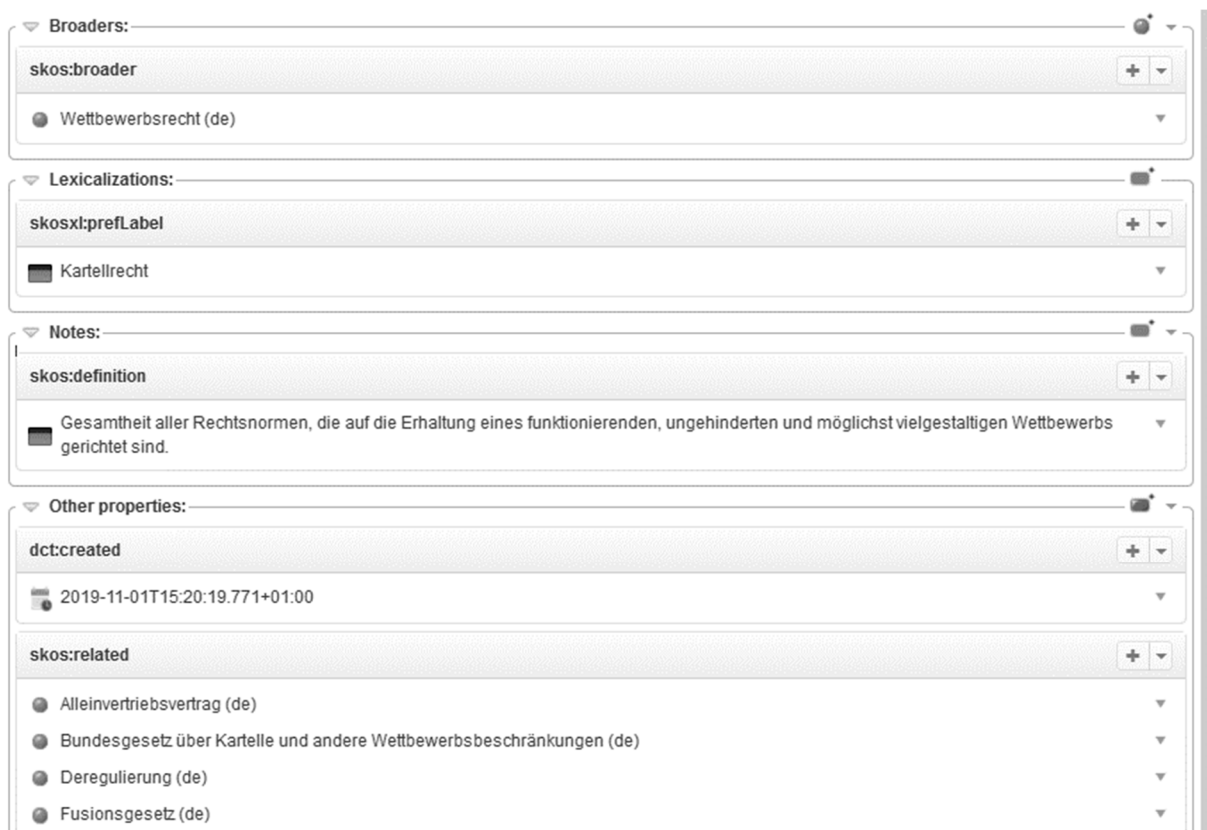 Broaders:
skos:broader
Wettbewerbsrecht (de)
Lexicalizations:
skosxl:prefLabel
Kartellrecht
Notes:
skos:definition
Gesamtheit aller Rechtsnormen, die auf die Erhaltung eines funktionierenden, ungehinderten und möglichst vielgestaltigen Wettbewerbs
gerichtet sind.
Other properties:
dct:created
2019-11-01T15:20:19.771+01:00
skos:related
Alleinvertriebsvertrag (de)
Bundesgesetz über Kartelle und andere Wettbewerbsbeschränkungen (de)
Deregulierung (de)
Fusionsgesetz (de)